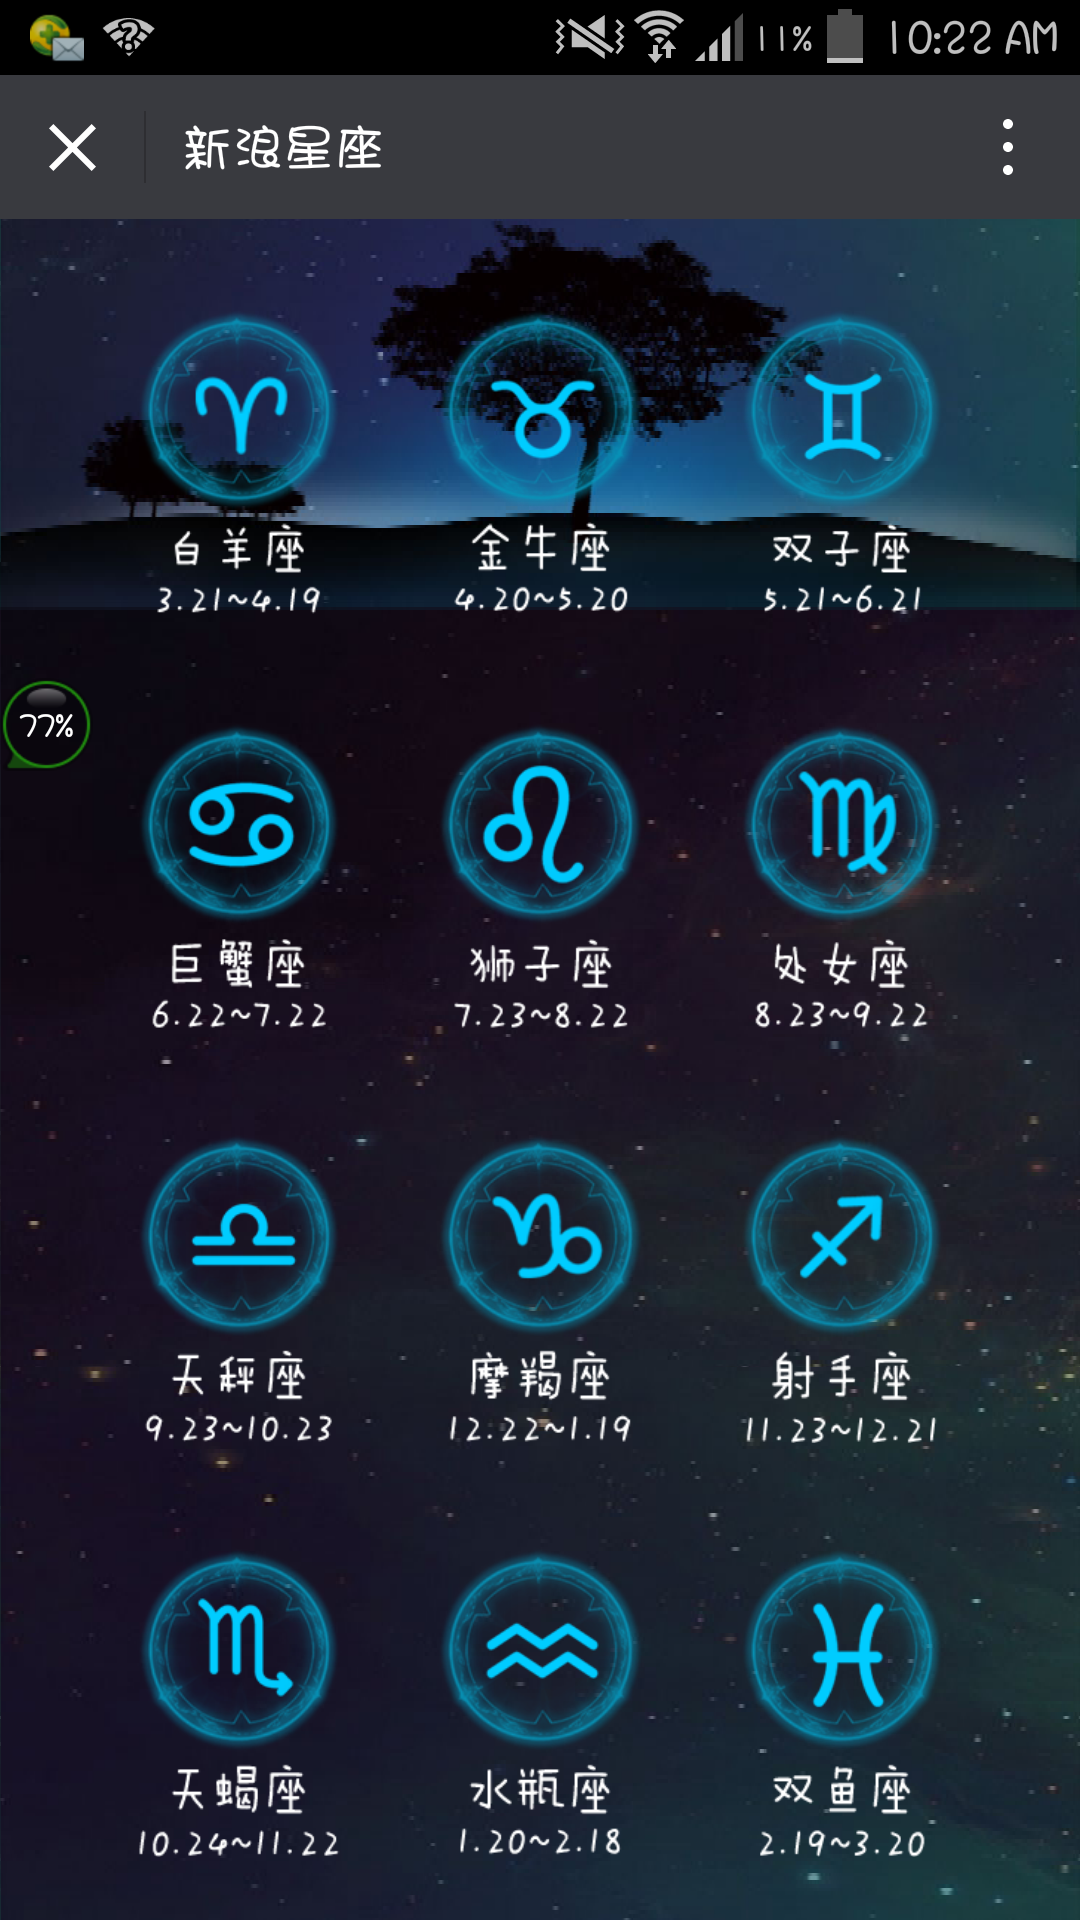 11% 10:22 AM
新浪星座
白羊座 金牛座 双子座
3.21~4.19 4.20~5.20 5.21~6.21
77%
巨蟹座 狮子座 处女座
6.22~7.22 7.23~8.22 8.23~9.22
天秤座 摩羯座 射手座
9.23~10.23 12.22~1.19 11.23~12.21
天蝎座 水瓶座 双鱼座
10.24~11.22 1.20~2.18 2.19~3.20